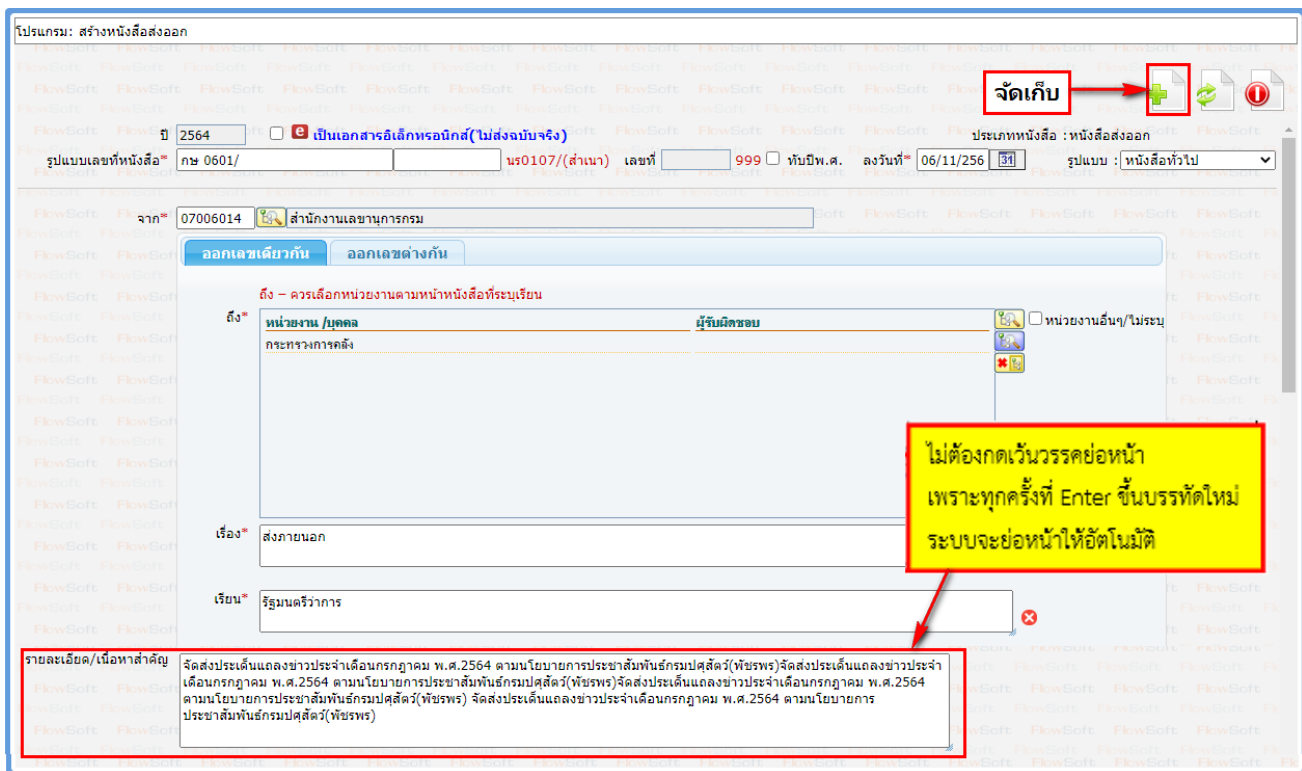 โปรแกรม: สร้างหนังสือส่งออก
จัดเก็บ
ปี 2564 e เป็นเอกสารอิเล็กทรอนิกส์(ไม่ส่งฉบับจริง) ประเภทหนังสือ :หนังสือส่งออก
รูปแบบเลขที่หนังสือ* กษ 0601/ นร0107/(สำเนา) เลขที่ 999 ทับปีพ.ศ. ลงวันที่* 06/11/256 31 รูปแบบ : หนังสือทั่วไป
จาก* 07006014 สำนักงานเลขานุการกรม
ออกเลขเดียวกัน ออกเลขต่างกัน
ถึง – ควรเลือกหน่วยงานตามหน้าหนังสือที่ระบุเรียน
ถึง* หน่วยงาน /บุคคล ผู้รับผิดชอบ หน่วยงานอื่นๆ/ไม่ระบุ
กระทรวงการคลัง
ไม่ต้องกดเว้นวรรคย่อหน้า
เพราะทุกครั้งที่ Enter ขึ้นบรรทัดใหม่
ระบบจะย่อหน้าให้อัตโนมัติ
เรื่อง* ส่งภายนอก
เรียน* รัฐมนตรีว่าการ
รายละเอียด/เนื้อหาสำคัญ จัดส่งประเด็นแถลงข่าวประจำเดือนกรกฎาคม พ.ศ.2564 ตามนโยบายการประชาสัมพันธ์กรมปศุสัตว์(พัชรพร)จัดส่งประเด็นแถลงข่าวประจำ
เดือนกรกฎาคม พ.ศ.2564 ตามนโยบายการประชาสัมพันธ์กรมปศุสัตว์(พัชรพร)จัดส่งประเด็นแถลงข่าวประจำเดือนกรกฎาคม พ.ศ.2564
ตามนโยบายการประชาสัมพันธ์กรมปศุสัตว์(พัชรพร) จัดส่งประเด็นแถลงข่าวประจำเดือนกรกฎาคม พ.ศ.2564 ตามนโยบายการ
ประชาสัมพันธ์กรมปศุสัตว์(พัชรพร)